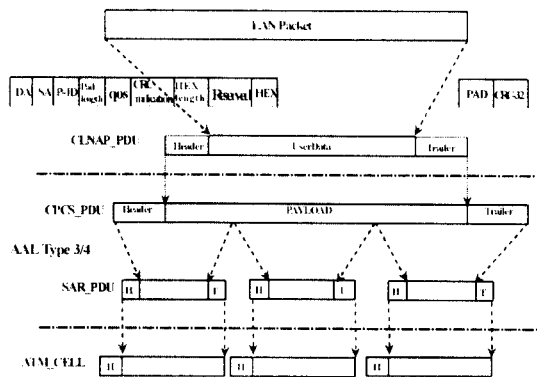 LAN Packet
DA SA P-ID Pad length QOS CRC indication HEX length Reserved HEX PAD CRC-32
CLNAP_PDU Header UserData Trailer
CPCS_PDU Header PAYLOAD Trailer
AAL Type 3/4
SAR_PDU H T H T H T
ATM_CELL H H H